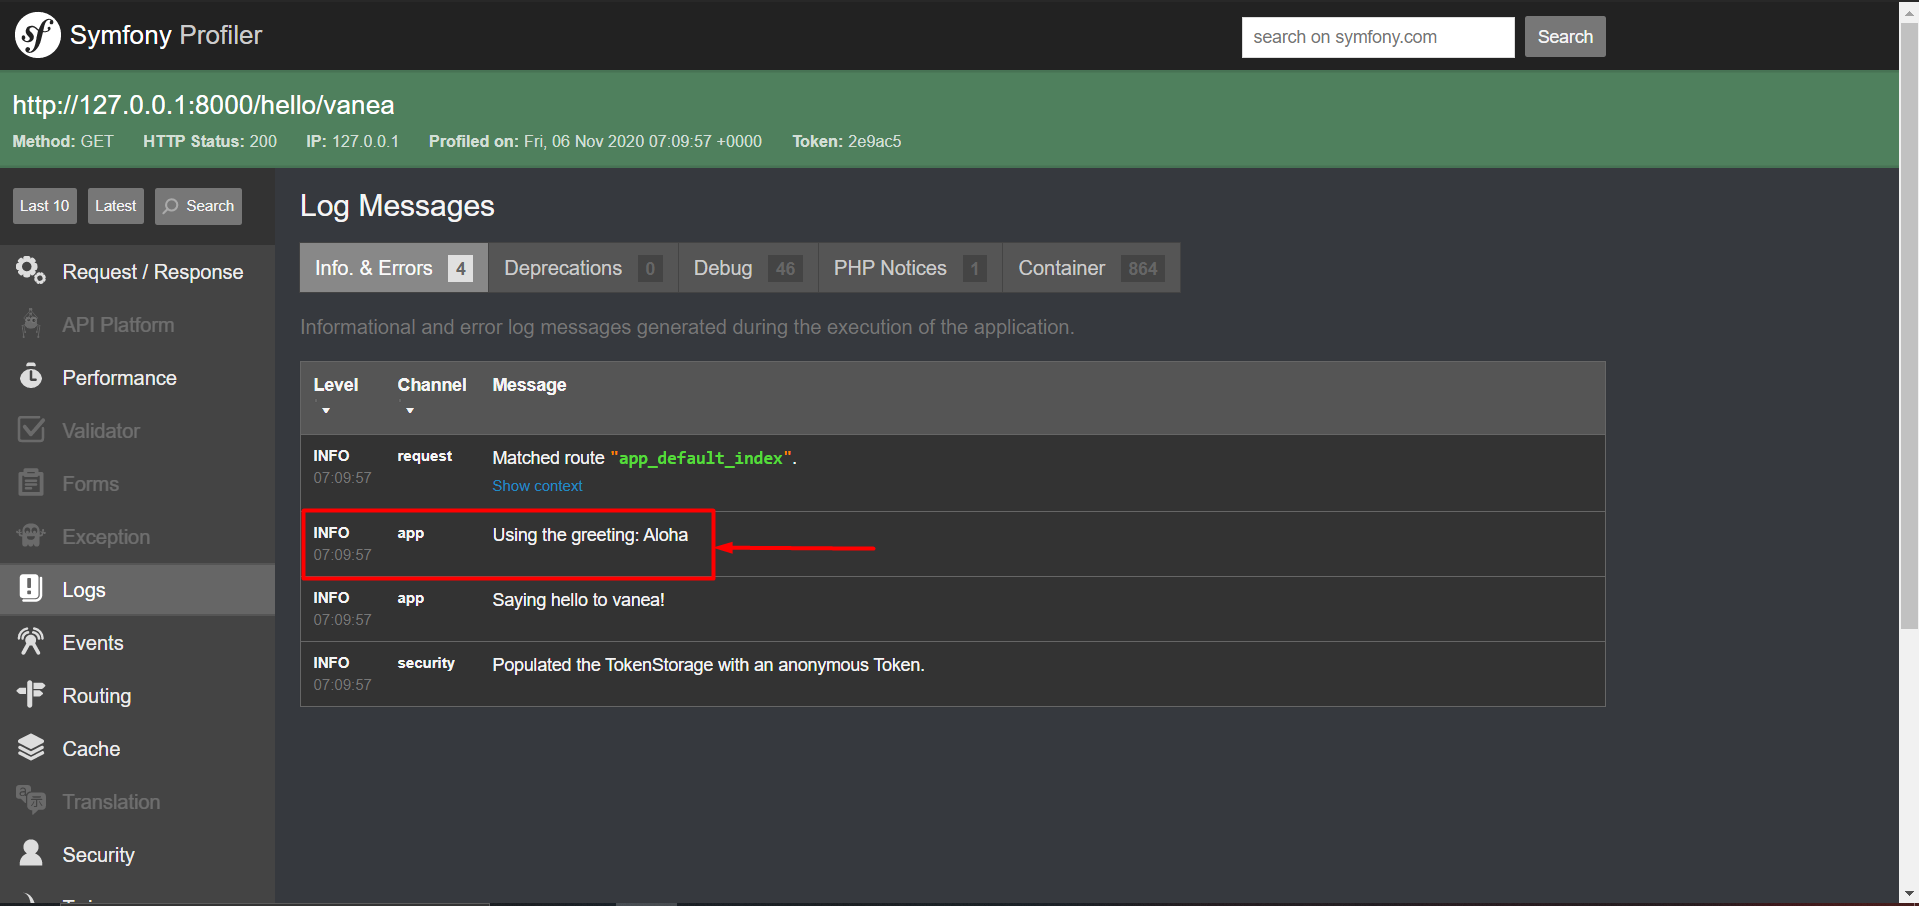 Symfony Profiler
search on symfony.com
Search
http://127.0.0.1:8000/hello/vanea
Method: GET HTTP Status: 200 IP: 127.0.0.1 Profiled on: Fri, 06 Nov 2020 07:09:57 +0000 Token: 2e9ac5
Last 10
Latest
Search
Request / Response
API Platform
Performance
Validator
Forms
Exception
Logs
Events
Routing
Cache
Translation
Security
Log Messages
Info. & Errors 4
Deprecations 0
Debug 46
PHP Notices 1
Container 864
Informational and error log messages generated during the execution of the application.
Level Channel Message
INFO request Matched route "app_default_index".
07:09:57 Show context
INFO app Using the greeting: Aloha
07:09:57
INFO app Saying hello to vanea!
07:09:57
INFO security Populated the TokenStorage with an anonymous Token.
07:09:57